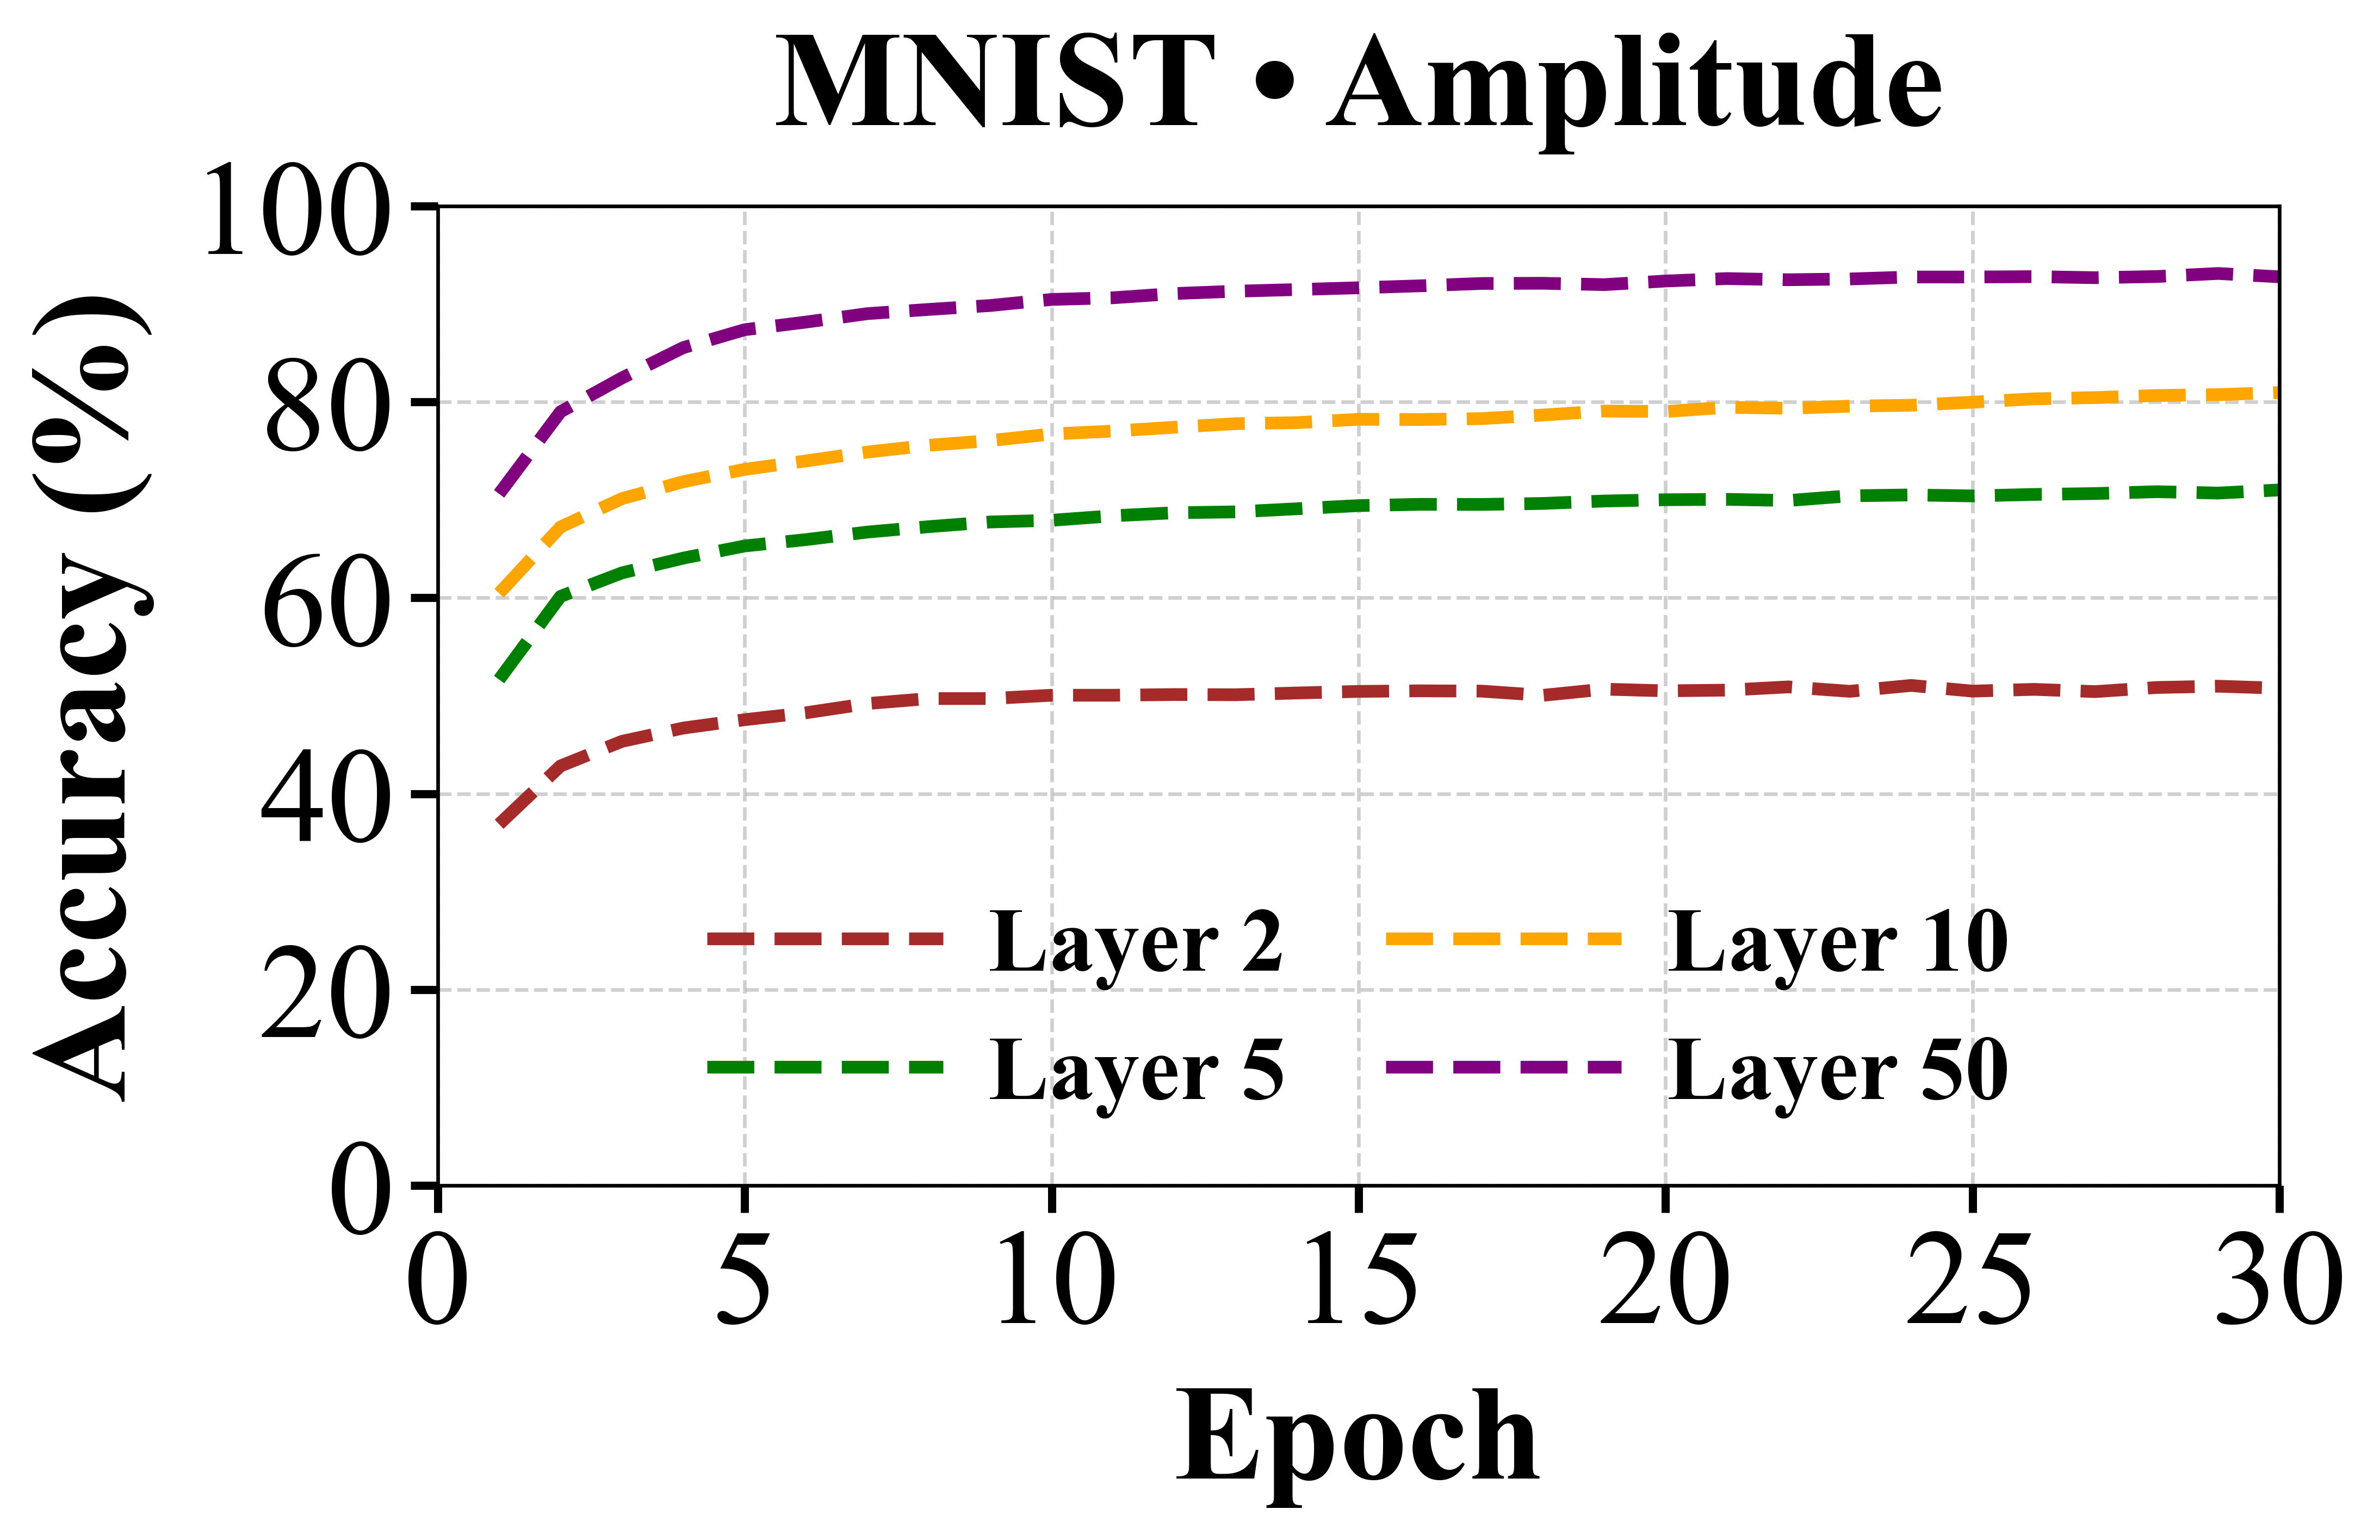 MNIST • Amplitude
Accuracy (%)
100
80
60
40
20
0
Layer 2
Layer 10
Layer 5
Layer 50
0 5 10 15 20 25 30
Epoch